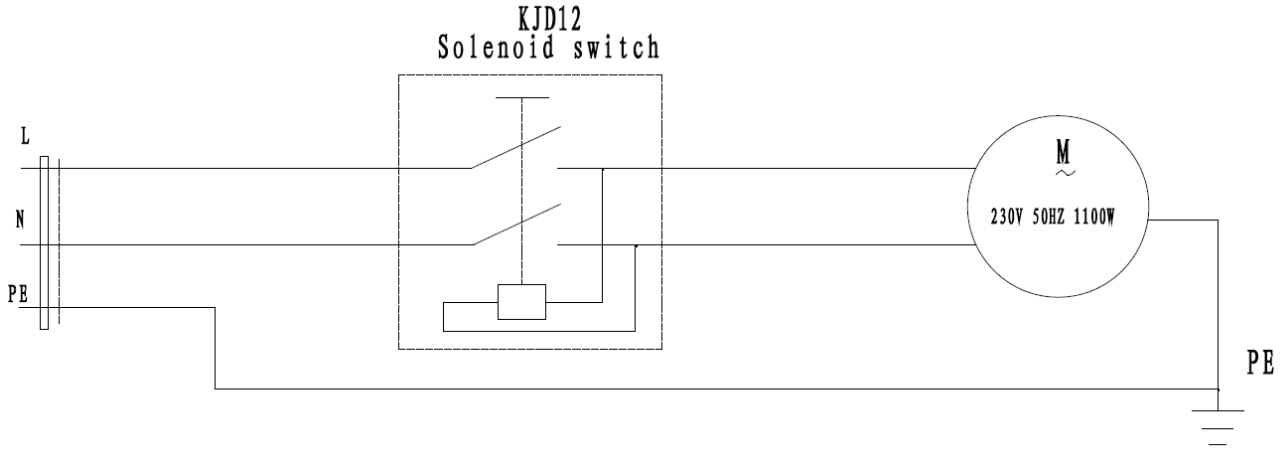 KJD12
Solenoid switch
L
N
PE
M
~
230V 50HZ 1100W
PE